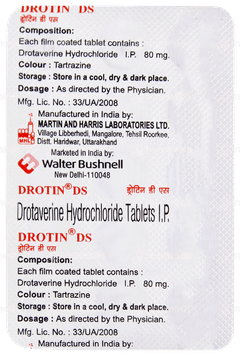 DROTIN® DS
ड्रोटिन डी एस
Composition:
Each film coated tablet contains :
Drotaverine Hydrochloride I.P. 80 mg.
Colour : Tartrazine
Storage : Store in a cool, dry & dark place.
Dosage : As directed by the Physician.
Mfg. Lic. No. : 33/UA/2008
Manufactured in India by:
MARTIN AND HARRIS LABORATORIES LTD.
Village Libberhedi, Mangalore, Tehsil Roorkee,
Distt. Haridwar, Uttarakhand
MHL
Marketed in India by:
Walter Bushnell
New Delhi-110048
DROTIN® DS ड्रोटिन डी एस
Drotaverine Hydrochloride Tablets I.P.
DROTIN® DS
ड्रोटिन डी एस
Composition:
Each film coated tablet contains :
Drotaverine Hydrochloride I.P. 80 mg.
Colour : Tartrazine
Storage : Store in a cool, dry & dark place.
Dosage : As directed by the Physician.
Mfg. Lic. No. : 33/UA/2008
Manufactured in India by: